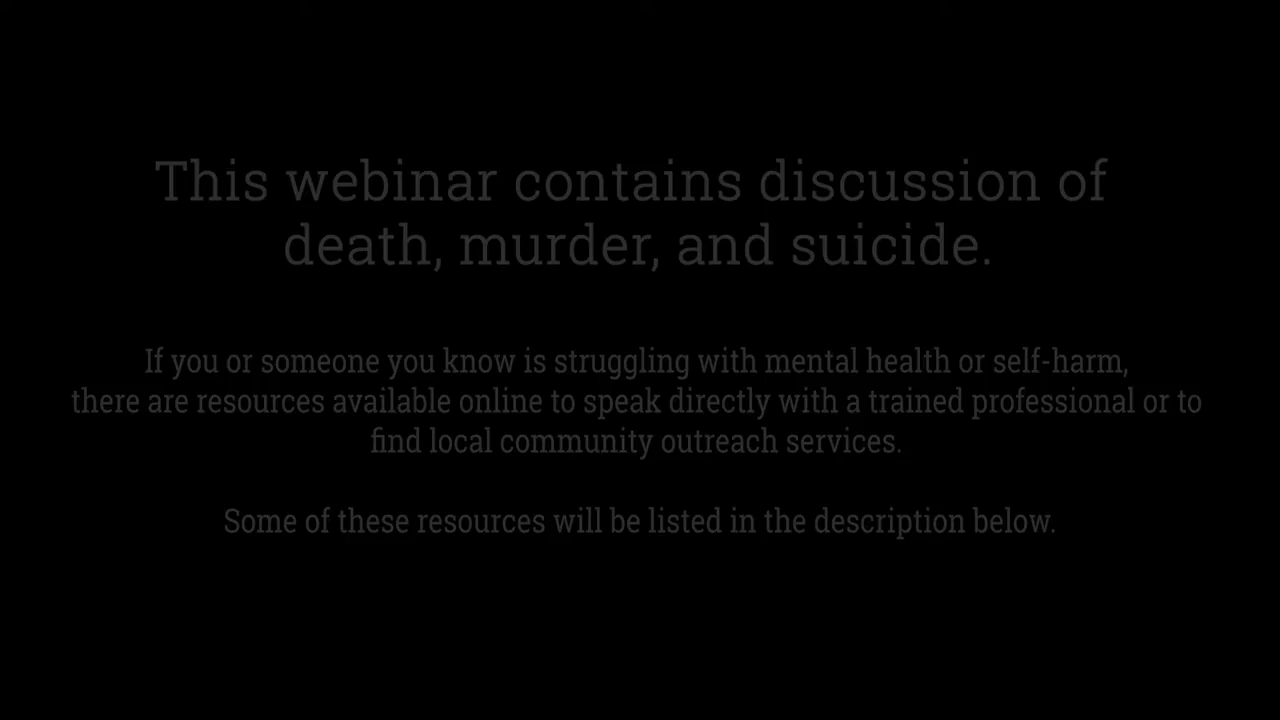 This webinar contains discussion of
death, murder, and suicide.
If you or someone you know is struggling with mental health or self-harm,
there are resources available online to speak directly with a trained professional or to
find local community outreach services.
Some of these resources will be listed in the description below.